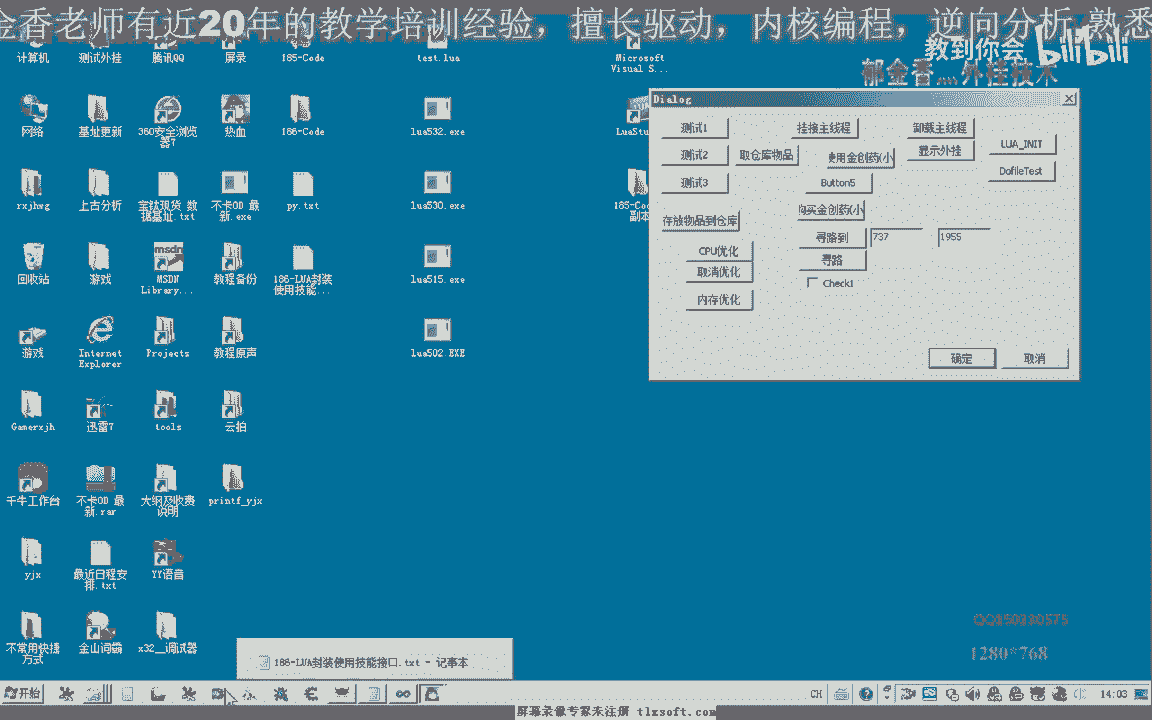 金香老师有近20年的教学培训经验，擅长驱动，内核编程，逆向分析,熟悉
教到你会
bilibili
郁金香....外挂技术
计算机
测试外挂
腾讯QQ
屏录
185-Code
test.lua
Microsoft
Visual S...
网络
基址更新
360安全浏览
器7
热血
186-Code
lua532.exe
LuaStu
rxjhwg
上古分析
不卡OD 最
新.exe
py.txt
lua530.exe
185-Cod
副本
回收站
游戏
MSDN
Library...
教程备份
186-LUA封装
使用技能...
lua515.exe
游戏
Internet
Explorer
Projects
教程原声
lua502.EXE
Gamerxjh
迅雷7
tools
云拍
千牛工作台
不卡OD 最
新.rar
大纲及收费
说明
printf_yjx
yjx
最近日程安
排.txt
YY语音
不常用快捷
方式
金山词霸
x32__调试器
Dialog
测试1
挂接主线程
卸载主线程
LUA_INIT
测试2
取仓库物品
使用金创药(小
显示外挂
DofileTest
测试3
Button5
存放物品到仓库
购买金创药(小
寻路到
737
1955
CPU优化
寻路
取消优化
Check1
内存优化
确定
取消
QQ150330575
1280*768
186-LUA封装使用技能接口.txt - 记事本
开始
CH
14:03
屏幕录像专家未注册 tlxsoft.com